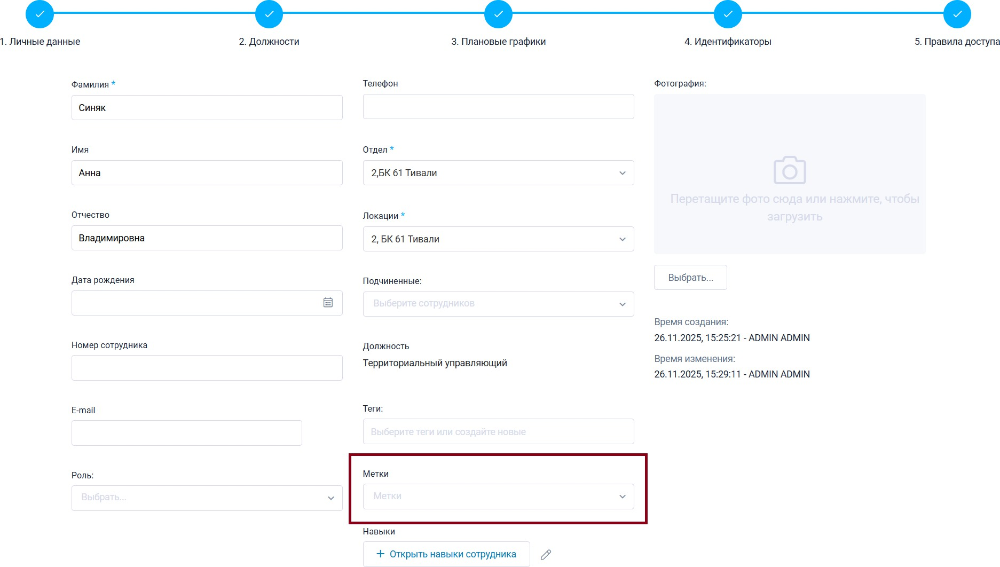 1. Личные данные
2. Должности
3. Плановые графики
4. Идентификаторы
5. Правила доступа
Фамилия *
Синяк
Имя
Анна
Отчество
Владимировна
Дата рождения
Номер сотрудника
E-mail
Роль:
Выбрать...
Телефон
Отдел *
2,БК 61 Тивали
Локации *
2, БК 61 Тивали
Подчиненные:
Выберите сотрудников
Должность
Территориальный управляющий
Теги:
Выберите теги или создайте новые
Метки
Метки
Навыки
+ Открыть навыки сотрудника
Фотография:
Перетащите фото сюда или нажмите, чтобы
загрузить
Выбрать...
Время создания:
26.11.2025, 15:25:21 - ADMIN ADMIN
Время изменения:
26.11.2025, 15:29:11 - ADMIN ADMIN